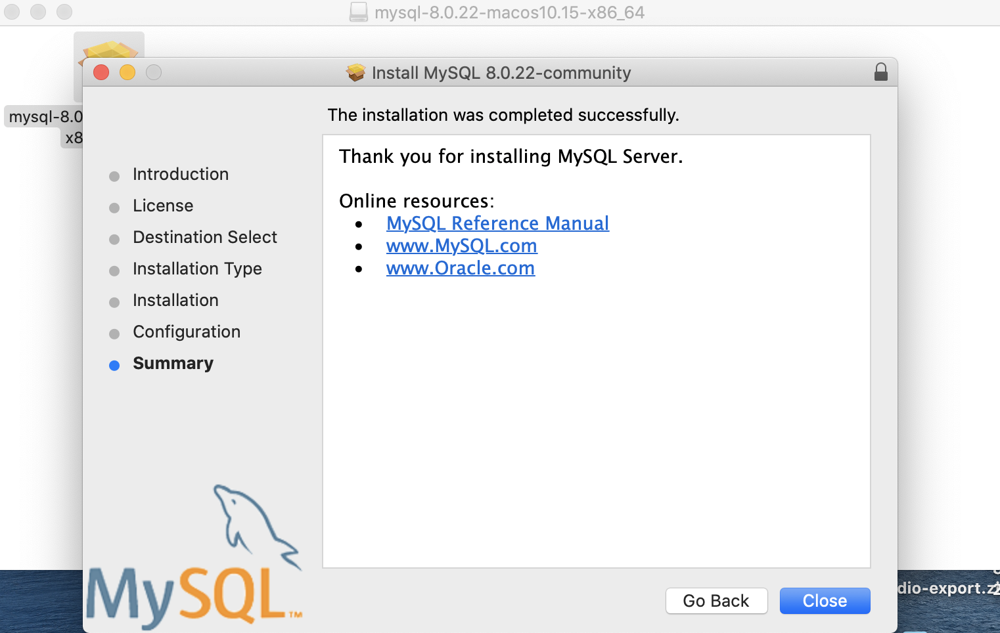 mysql-8.0.22-macos10.15-x86_64
Install MySQL 8.0.22-community
mysql-8.0
x8
The installation was completed successfully.
Introduction
License
Destination Select
Installation Type
Installation
Configuration
Summary
Thank you for installing MySQL Server.
Online resources:
MySQL Reference Manual
www.MySQL.com
www.Oracle.com
MySQL™
Go Back
Close